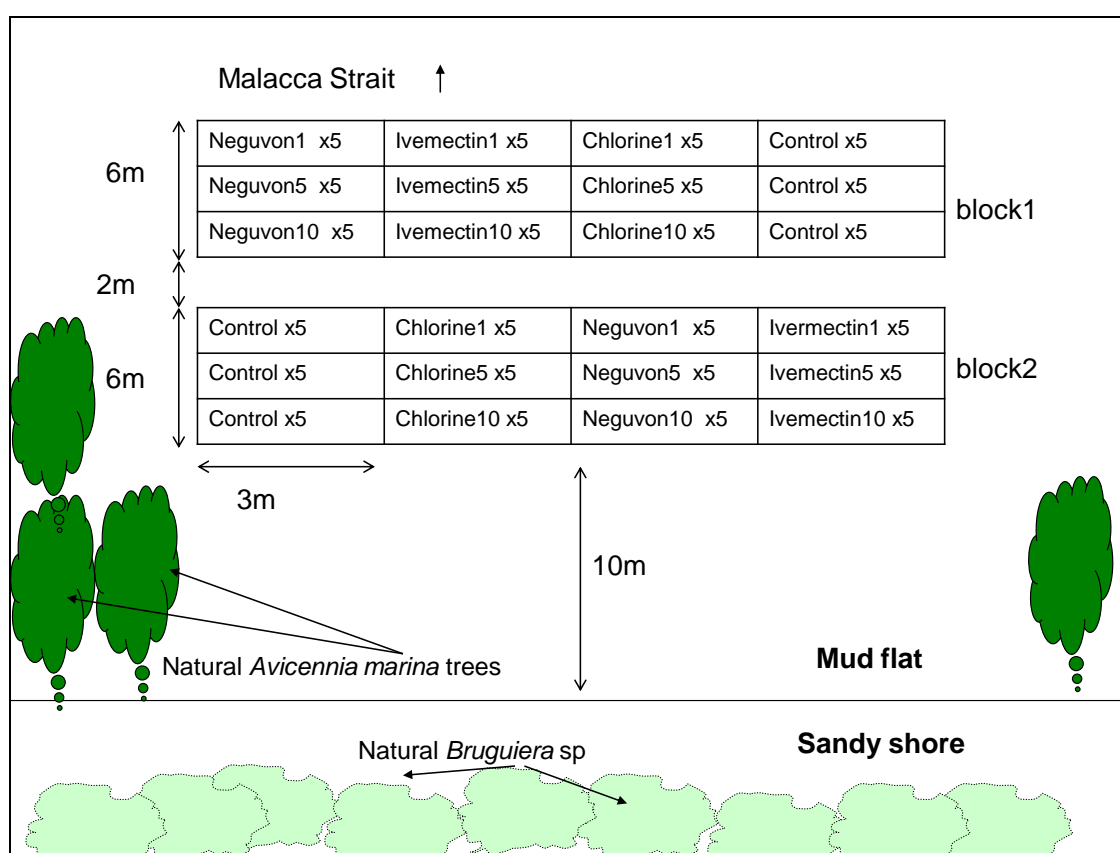 Malacca Strait
Neguvon1 x5 Ivemectin1 x5 Chlorine1 x5 Control x5
6m
Neguvon5 x5 Ivemectin5 x5 Chlorine5 x5 Control x5
block1
Neguvon10 x5 Ivemectin10 x5 Chlorine10 x5 Control x5
2m
Control x5 Chlorine1 x5 Neguvon1 x5 Ivermectin1 x5
6m
Control x5 Chlorine5 x5 Neguvon5 x5 Ivemectin5 x5
block2
Control x5 Chlorine10 x5 Neguvon10 x5 Ivemectin10 x5
3m
10m
Natural Avicennia marina trees
Mud flat
Sandy shore
Natural Bruguiera sp